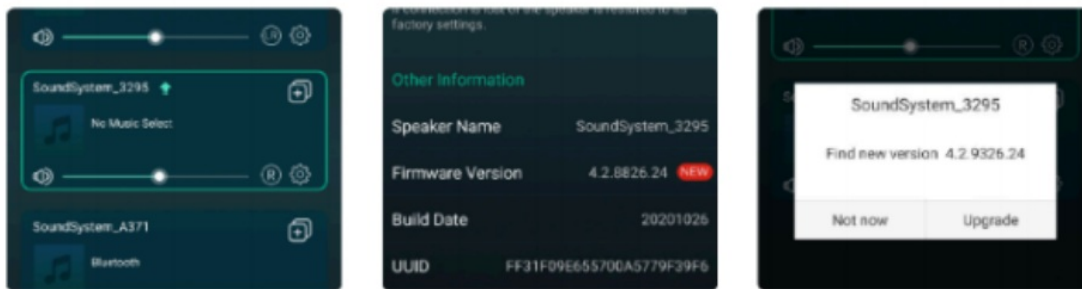 LR
SoundSystem_3295
No Music Select
R
SoundSystem_A371
Bluetooth
factory settings.
Other Information
Speaker Name SoundSystem_3295
Firmware Version 4.2.8826.24 NEW
Build Date 20201026
UUID FF31F09E655700A5779F39F6
R
SoundSystem_3295
Find new version 4.2.9326.24
Not now Upgrade